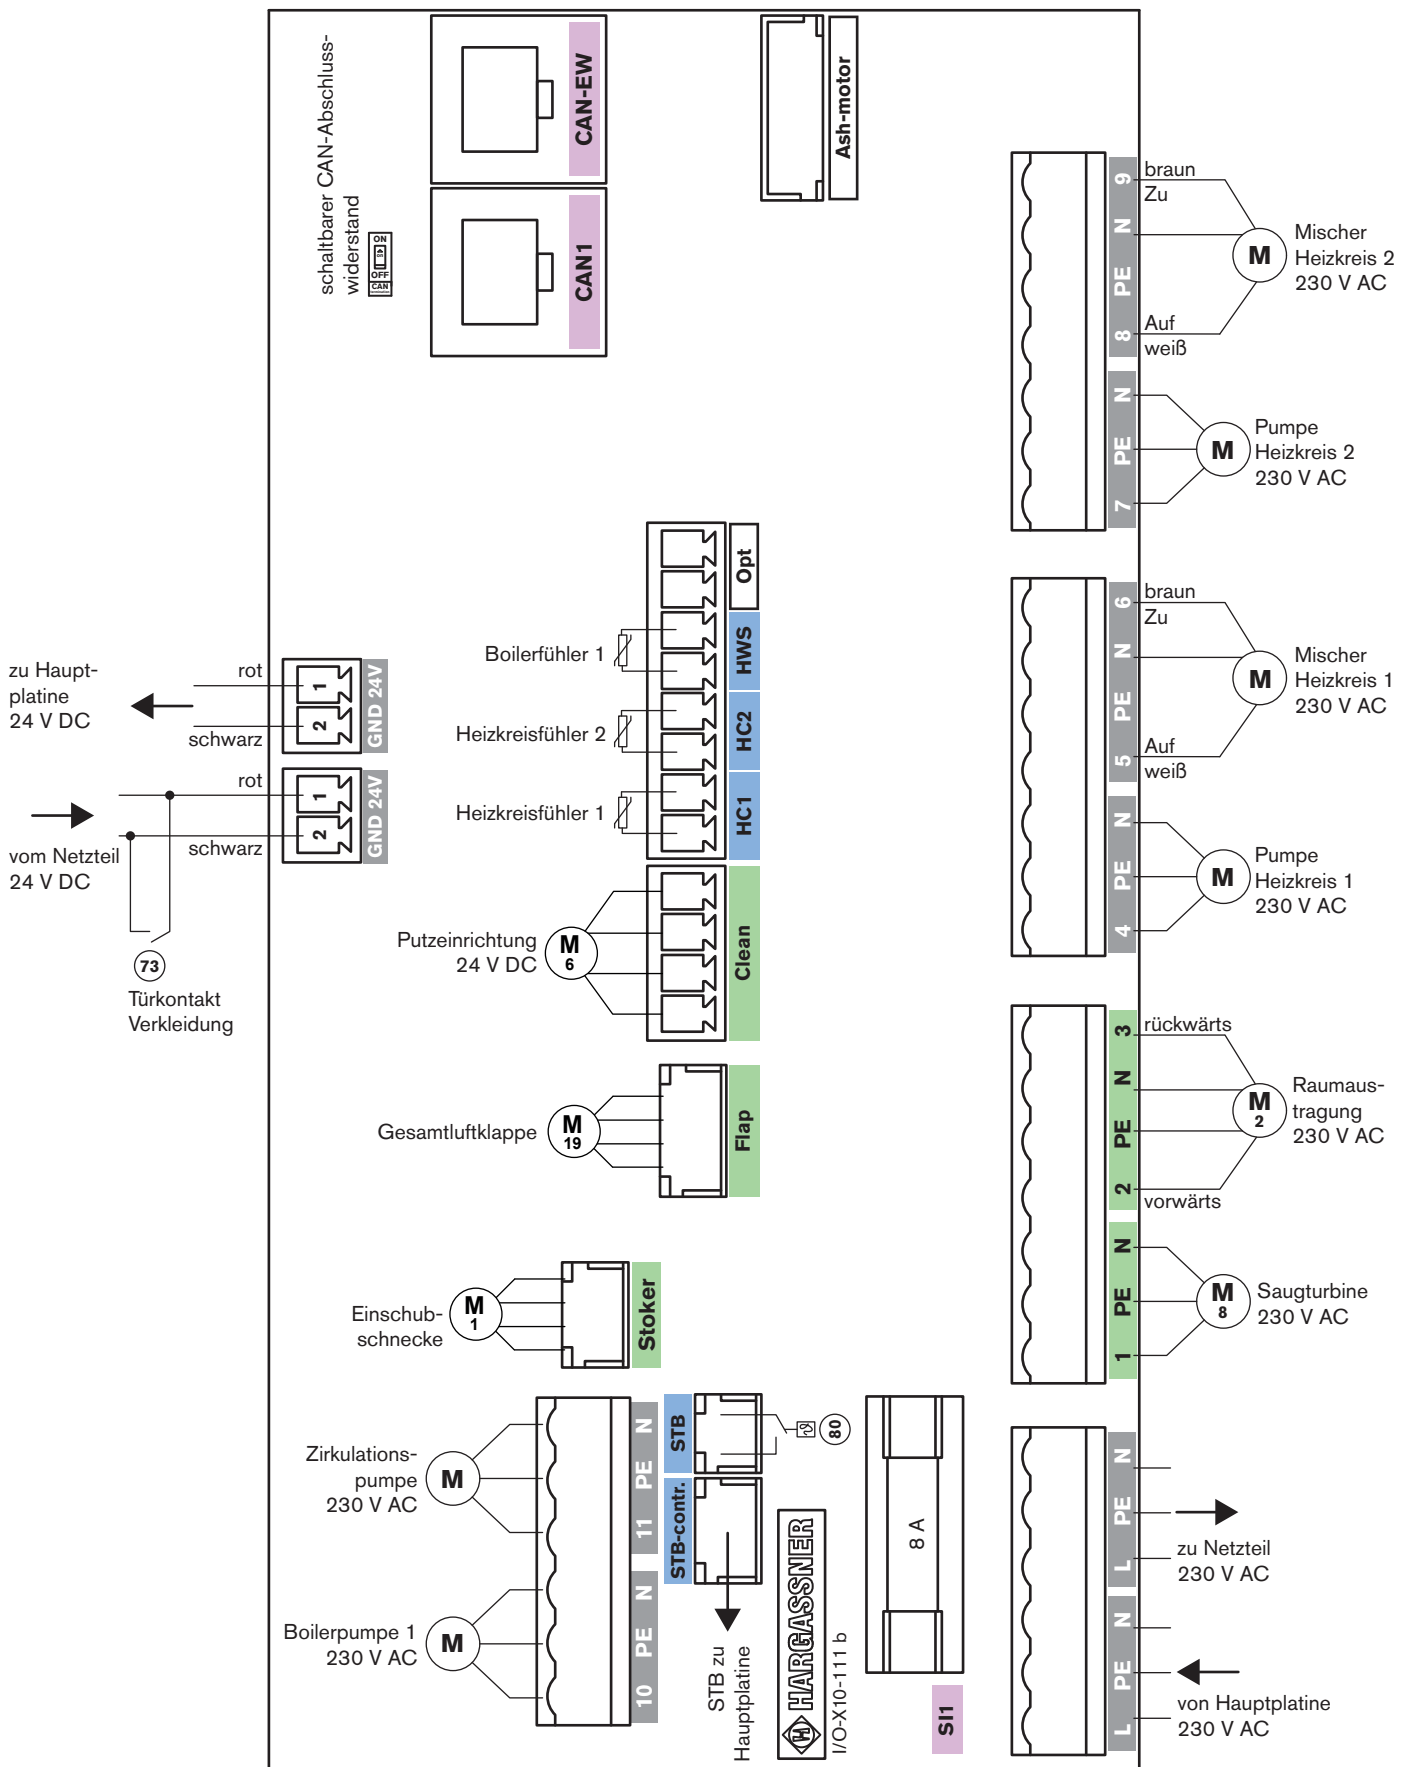 schaltbarer CAN-Abschluss-
widerstand
ON
OFF
CAN
CAN-EW
CAN1
Ash-motor
9
N
PE
8
braun
Zu
Auf
weiß
Mischer
Heizkreis 2
230 V AC
M
N
PE
7
M
Pumpe
Heizkreis 2
230 V AC
Opt
HWS
HC2
HC1
Boilerfühler 1
Heizkreisfühler 2
Heizkreisfühler 1
zu Haupt-
platine
24 V DC
rot
schwarz
1
2
GND 24V
rot
schwarz
1
2
GND 24V
vom Netzteil
24 V DC
73
Türkontakt
Verkleidung
6
N
PE
5
braun
Zu
Auf
weiß
M
Mischer
Heizkreis 1
230 V AC
N
PE
4
M
Pumpe
Heizkreis 1
230 V AC
Putzeinrichtung
24 V DC
M
6
Clean
Gesamtluftklappe
M
19
Flap
3
N
PE
2
rückwärts
vorwärts
M
2
Raumaus-
tragung
230 V AC
N
PE
1
M
8
Saugturbine
230 V AC
Einschub-
schnecke
M
1
Stoker
Zirkulations-
pumpe
230 V AC
M
N
PE
11
Boilerpumpe 1
230 V AC
M
N
PE
10
STB
80
STB-contr.
STB zu
Hauptplatine
H
HARGASSNER
I/O-X10-111 b
8 A
SI1
N
PE
L
zu Netzteil
230 V AC
N
PE
L
von Hauptplatine
230 V AC